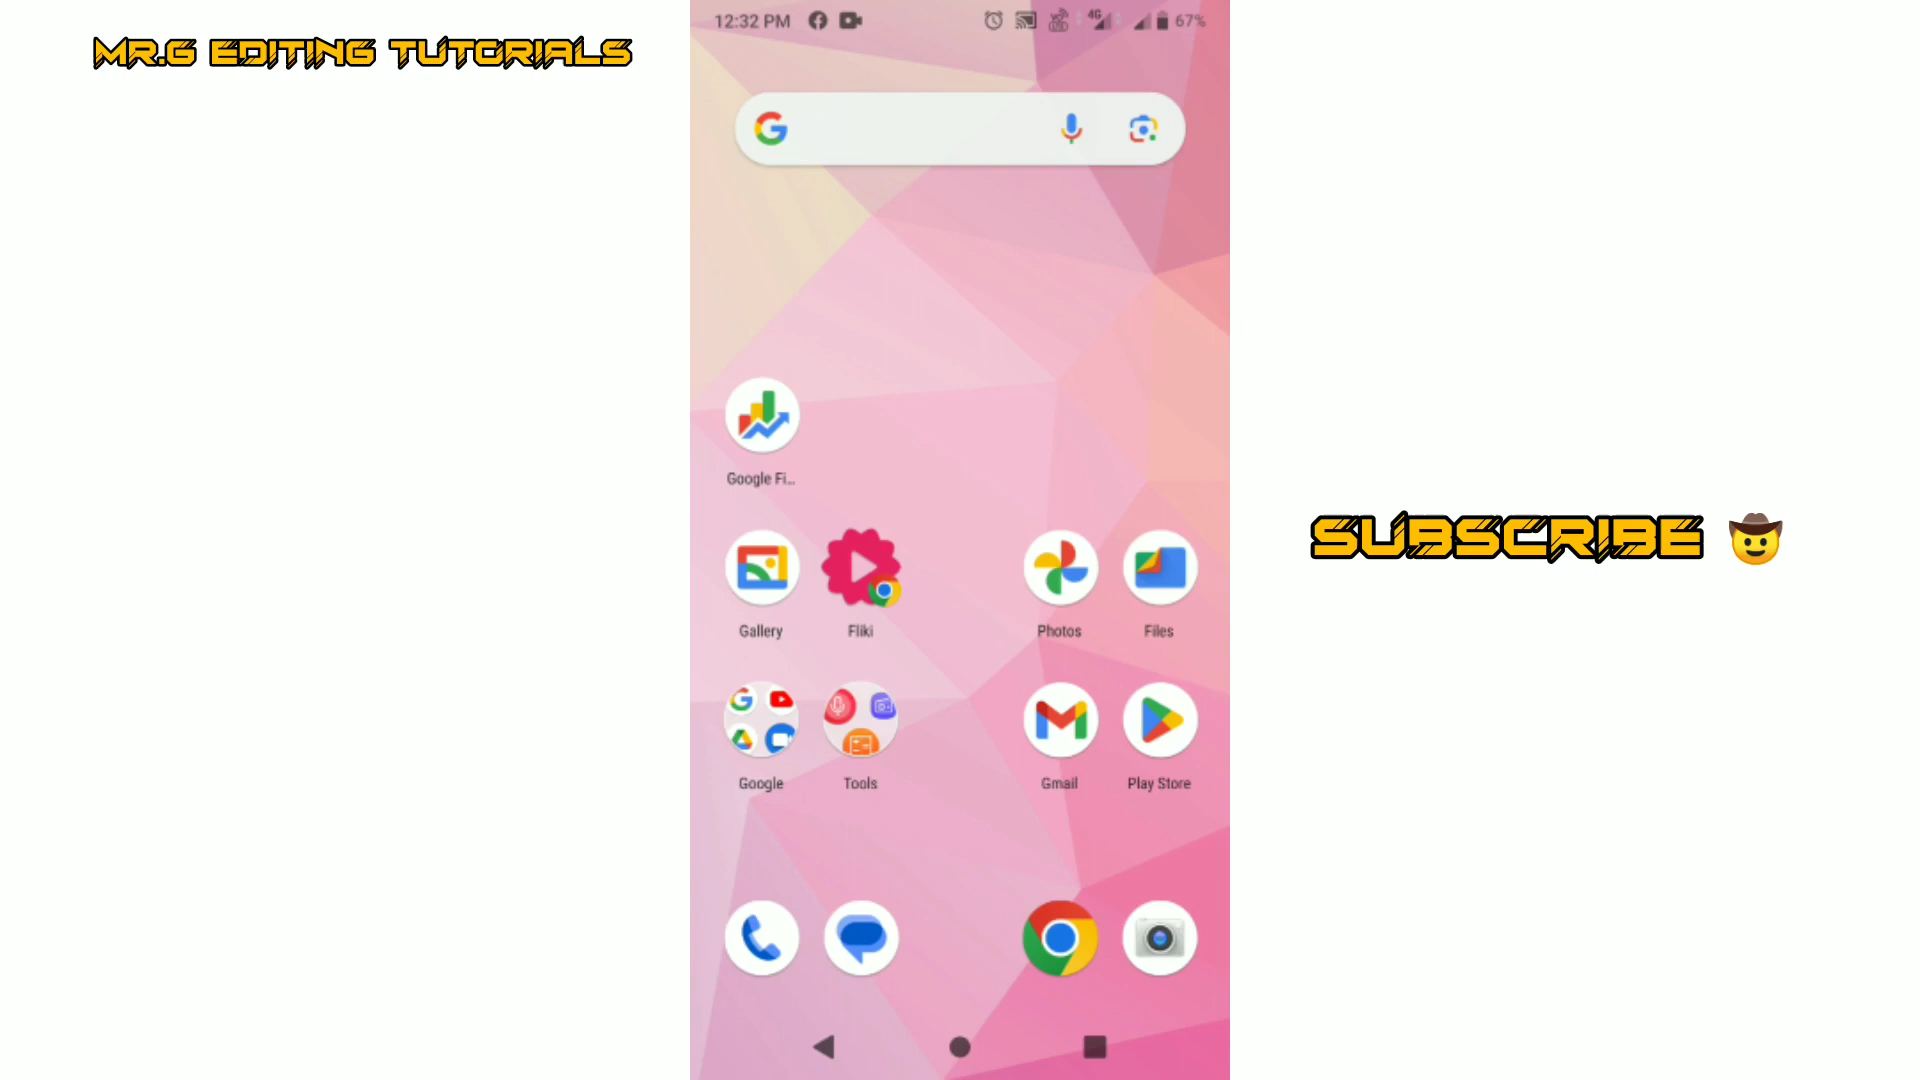 MR.G EDITING TUTORIALS
12:32 PM
4G
67%
Google Fi...
SUBSCRIBE 🤠
Gallery
Fliki
Photos
Files
Google
Tools
Gmail
Play Store